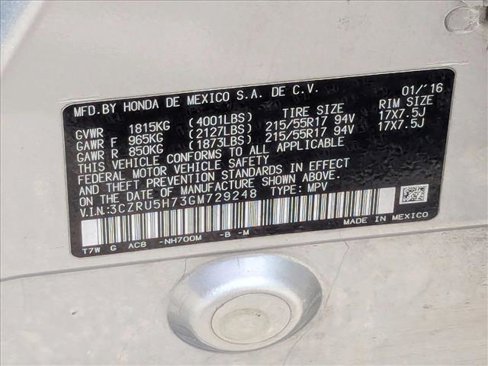 MFD.BY HONDA DE MEXICO S.A. DE C.V. 01/'16
GVWR 1815KG (4001LBS) TIRE SIZE RIM SIZE
GAWR F 965KG (2127LBS) 215/55R17 94V 17X7.5J
GAWR R 850KG (1873LBS) 215/55R17 94V 17X7.5J
THIS VEHICLE CONFORMS TO ALL APPLICABLE
FEDERAL MOTOR VEHICLE SAFETY AND THEFT PREVENTION STANDARDS
IN EFFECT ON THE DATE OF MANUFACTURE SHOWN ABOVE.
V.I.N.:3CZRU5H73GM729248 TYPE: MPV
T7W G AC8 -NH700M -B -M MADE IN MEXICO